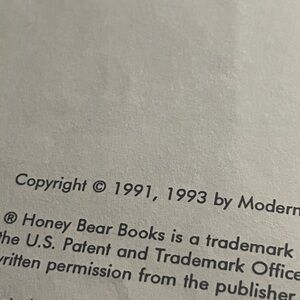 Copyright © 1991, 1993 by Modern
® Honey Bear Books is a trademark
the U.S. Patent and Trademark Office
written permission from the publisher